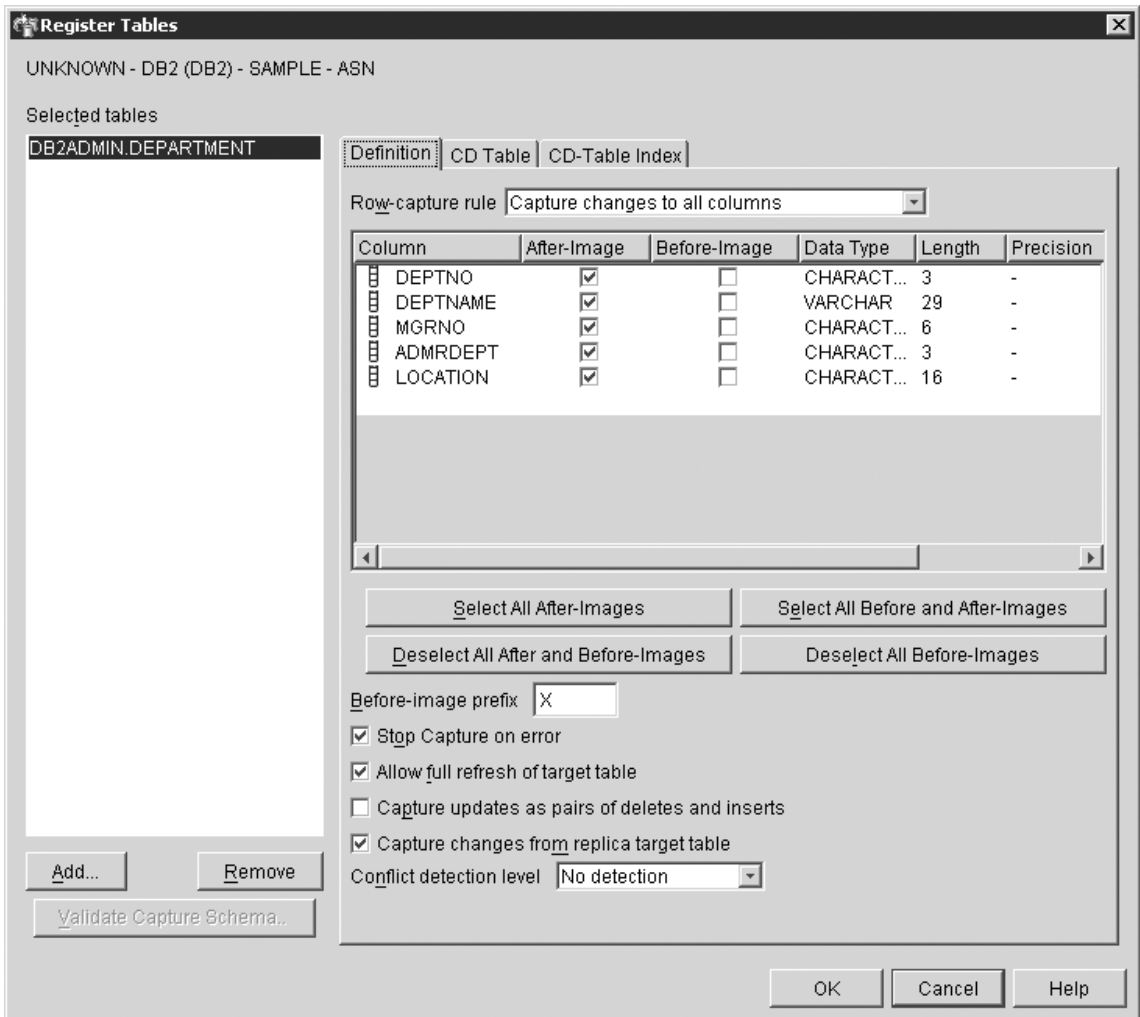 Register Tables
UNKNOWN - DB2 (DB2) - SAMPLE - ASN
Selected tables
DB2ADMIN.DEPARTMENT
Definition CD Table CD-Table Index
Row-capture rule Capture changes to all columns
Column After-Image Before-Image Data Type Length Precision
DEPTNO CHARACT... 3 -
DEPTNAME VARCHAR 29 -
MGRNO CHARACT... 6 -
ADMRDEPT CHARACT... 3 -
LOCATION CHARACT... 16 -
Select All After-Images Select All Before and After-Images
Deselect All After and Before-Images Deselect All Before-Images
Before-image prefix X
Stop Capture on error
Allow full refresh of target table
Capture updates as pairs of deletes and inserts
Capture changes from replica target table
Conflict detection level No detection
Add... Remove
Validate Capture Schema..
OK Cancel Help